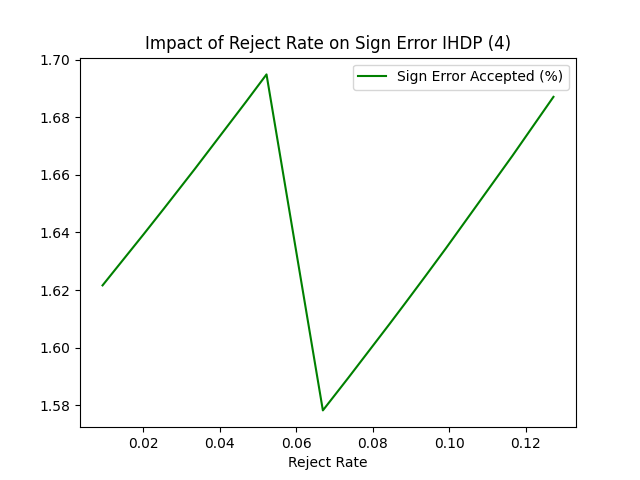 Impact of Reject Rate on Sign Error IHDP (4)
Sign Error Accepted (%)
1.70
1.68
1.66
1.64
1.62
1.60
1.58
0.02 0.04 0.06 0.08 0.10 0.12
Reject Rate